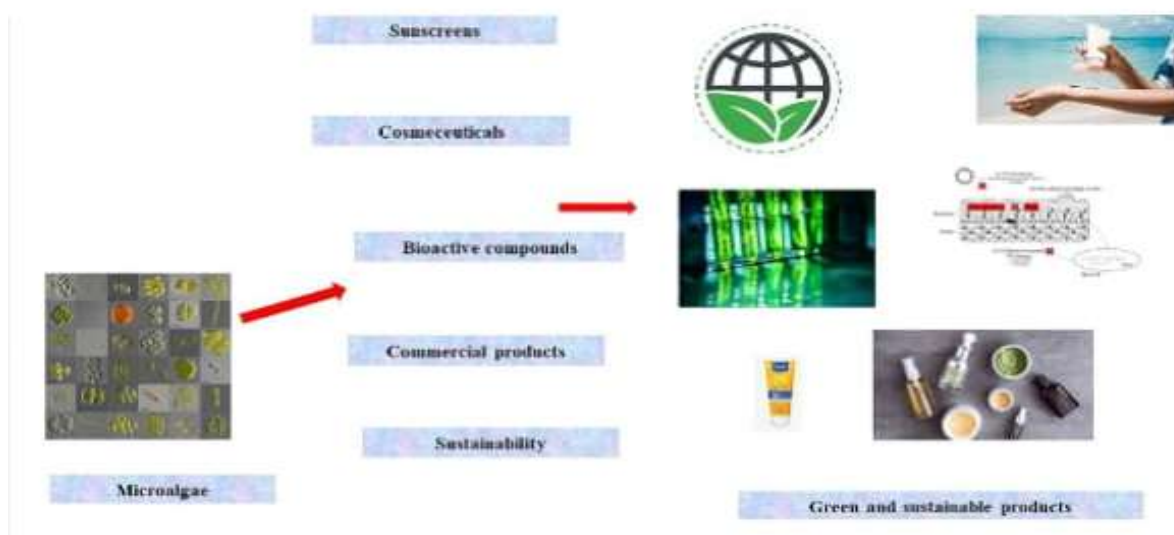 Sunscreens
Cosmeceuticals
Bioactive compounds
Commercial products
Sustainability
Microalgae
Green and sustainable products